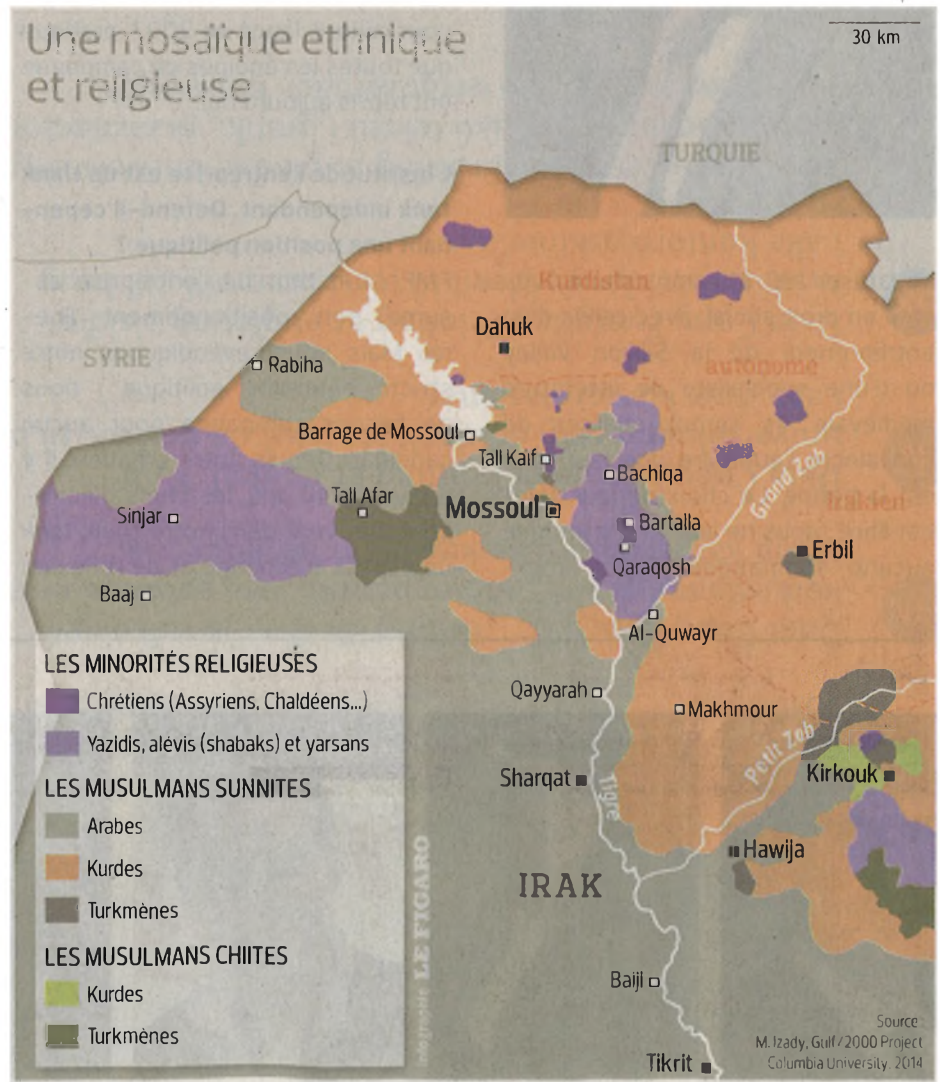 Une mosaïque ethnique
et religieuse
30 km
TURQUIE
Kurdistan
Dahuk
SYRIE
Rabiha
autonome
Barrage de Mossoul
Tall Kaif
Bachiqa
Grand Zab
Tall Afar
Mossoul
Sinjar
Bartalla
irakien
Erbil
Qaraqosh
Baaj
Al-Quwayr
LES MINORITÉS RELIGIEUSES
Chrétiens (Assyriens, Chaldéens...)
Yazidis, alévis (shabaks) et yarsans
LES MUSULMANS SUNNITES
Arabes
Kurdes
Turkmènes
LES MUSULMANS CHIITES
Kurdes
Turkmènes
Qayyarah
Makhmour
Petit Zab
Sharqat
Tigre
Kirkouk
Hawija
IRAK
LE FIGARO
Baiji
Tikrit
Source:
M. Izady, Gulf/2000 Project
Columbia University, 2014